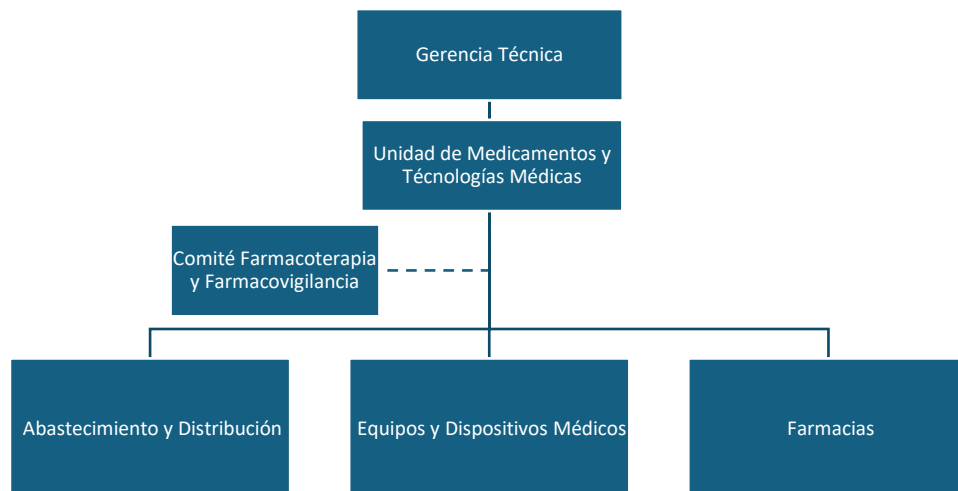 Gerencia Técnica
Unidad de Medicamentos y
Técnologías Médicas
Comité Farmacoterapia
y Farmacovigilancia
Abastecimiento y Distribución
Equipos y Dispositivos Médicos
Farmacias